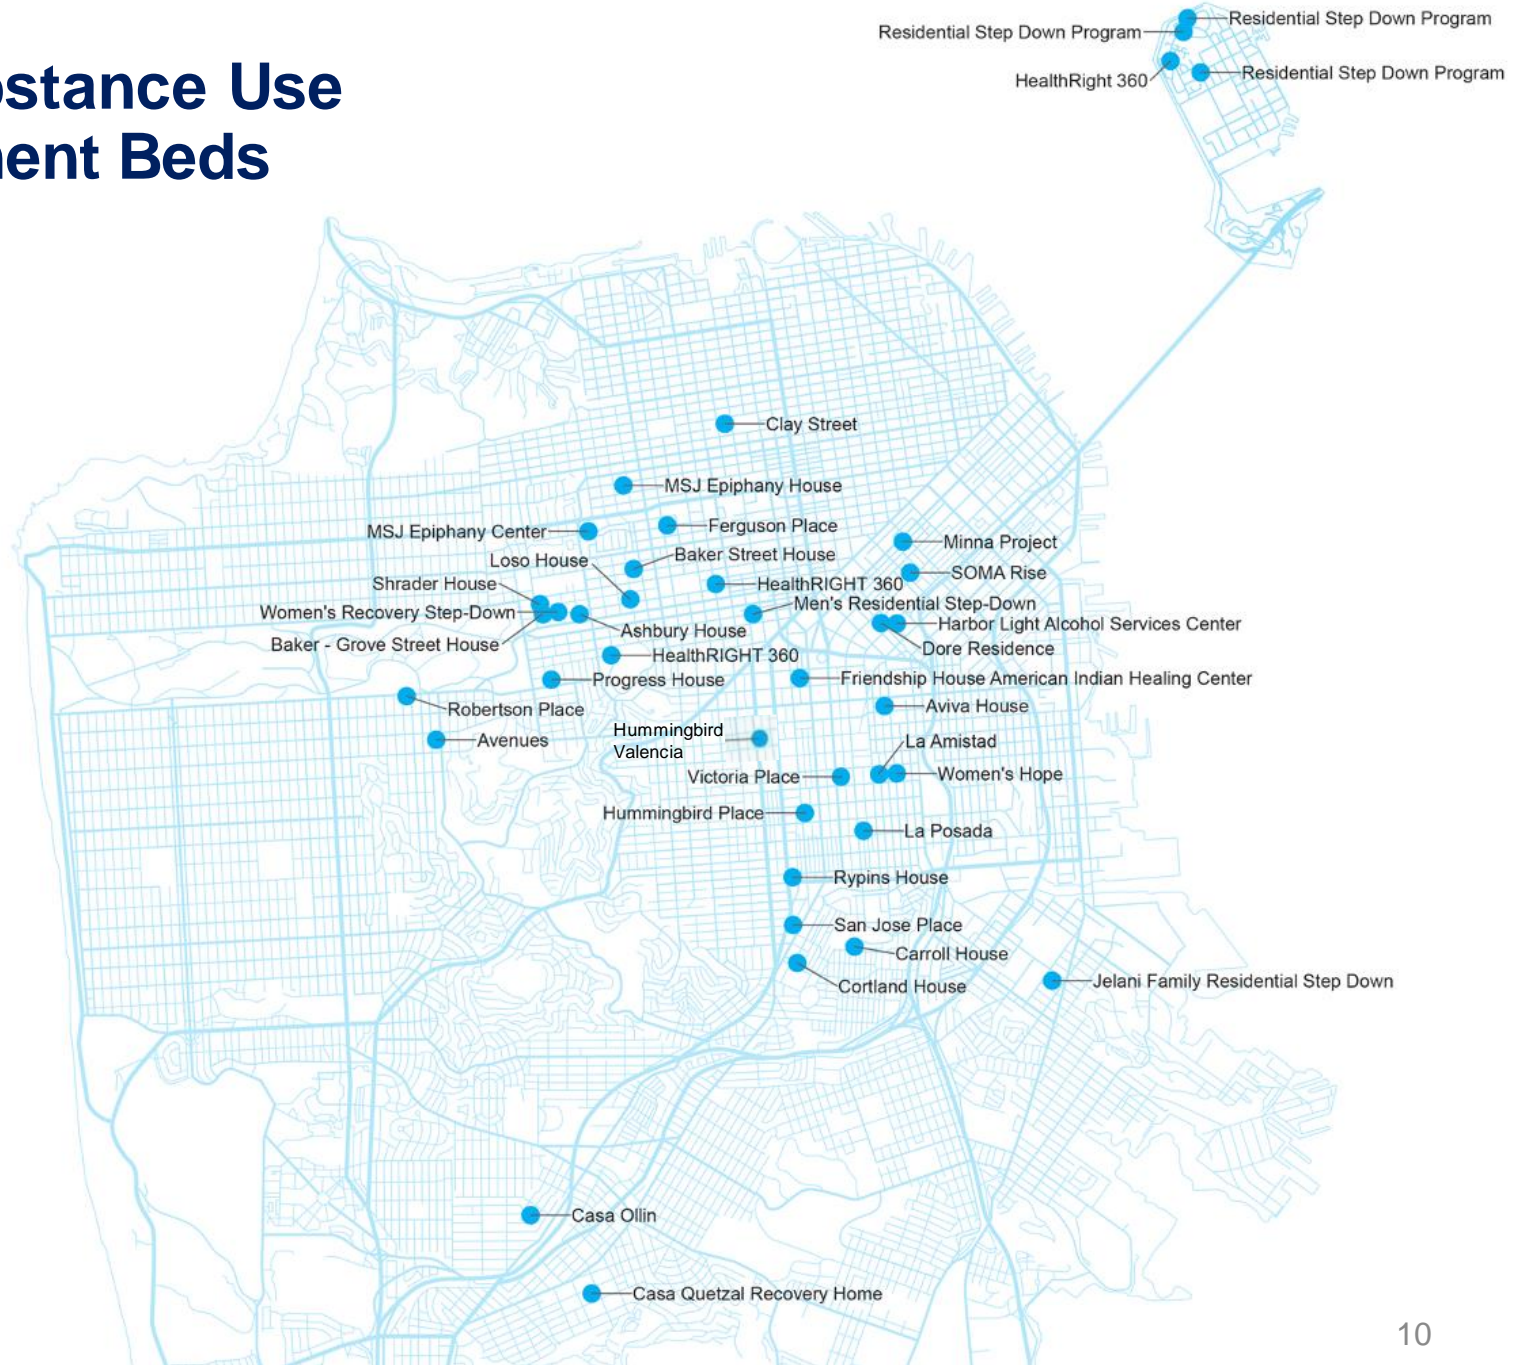 bstance Use
ent Beds
Residential Step Down Program
Residential Step Down Program
HealthRight 360
Residential Step Down Program
Clay Street
MSJ Epiphany House
Ferguson Place
MSJ Epiphany Center
Minna Project
Baker Street House
Loso House
SOMA Rise
Shrader House
HealthRIGHT 360
Men's Residential Step-Down
Women's Recovery Step-Down
Harbor Light Alcohol Services Center
Ashbury House
Baker - Grove Street House
Dore Residence
HealthRIGHT 360
Progress House
Friendship House American Indian Healing Center
Robertson Place
Aviva House
Hummingbird
Valencia
Avenues
La Amistad
Victoria Place
Women's Hope
Hummingbird Place
La Posada
Rypins House
San Jose Place
Carroll House
Cortland House
Jelani Family Residential Step Down
Casa Ollin
Casa Quetzal Recovery Home
10